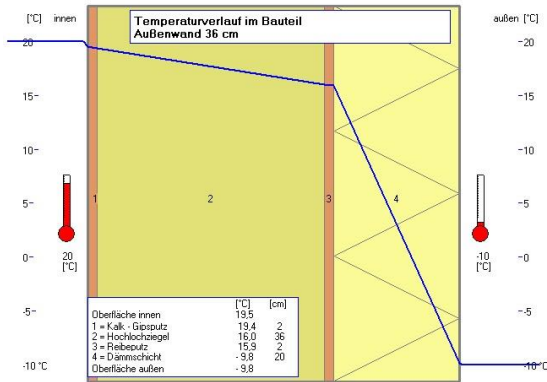 [°C] innen
Temperaturverlauf im Bauteil
Außenwand 36 cm
außen [°C]
20
15
10
5
0
-5
-10 °C
1
2
3
4
20
[°C]
-10
[°C]
20
15
10
5
0
-5
-10 °C
[°C] [cm]
Oberfläche innen 19,5
1 = Kalk - Gipsputz 19,4 2
2 = Hochlochziegel 16,0 36
3 = Reibeputz 15,9 2
4 = Dämmschicht - 9,8 20
Oberfläche außen - 9,8